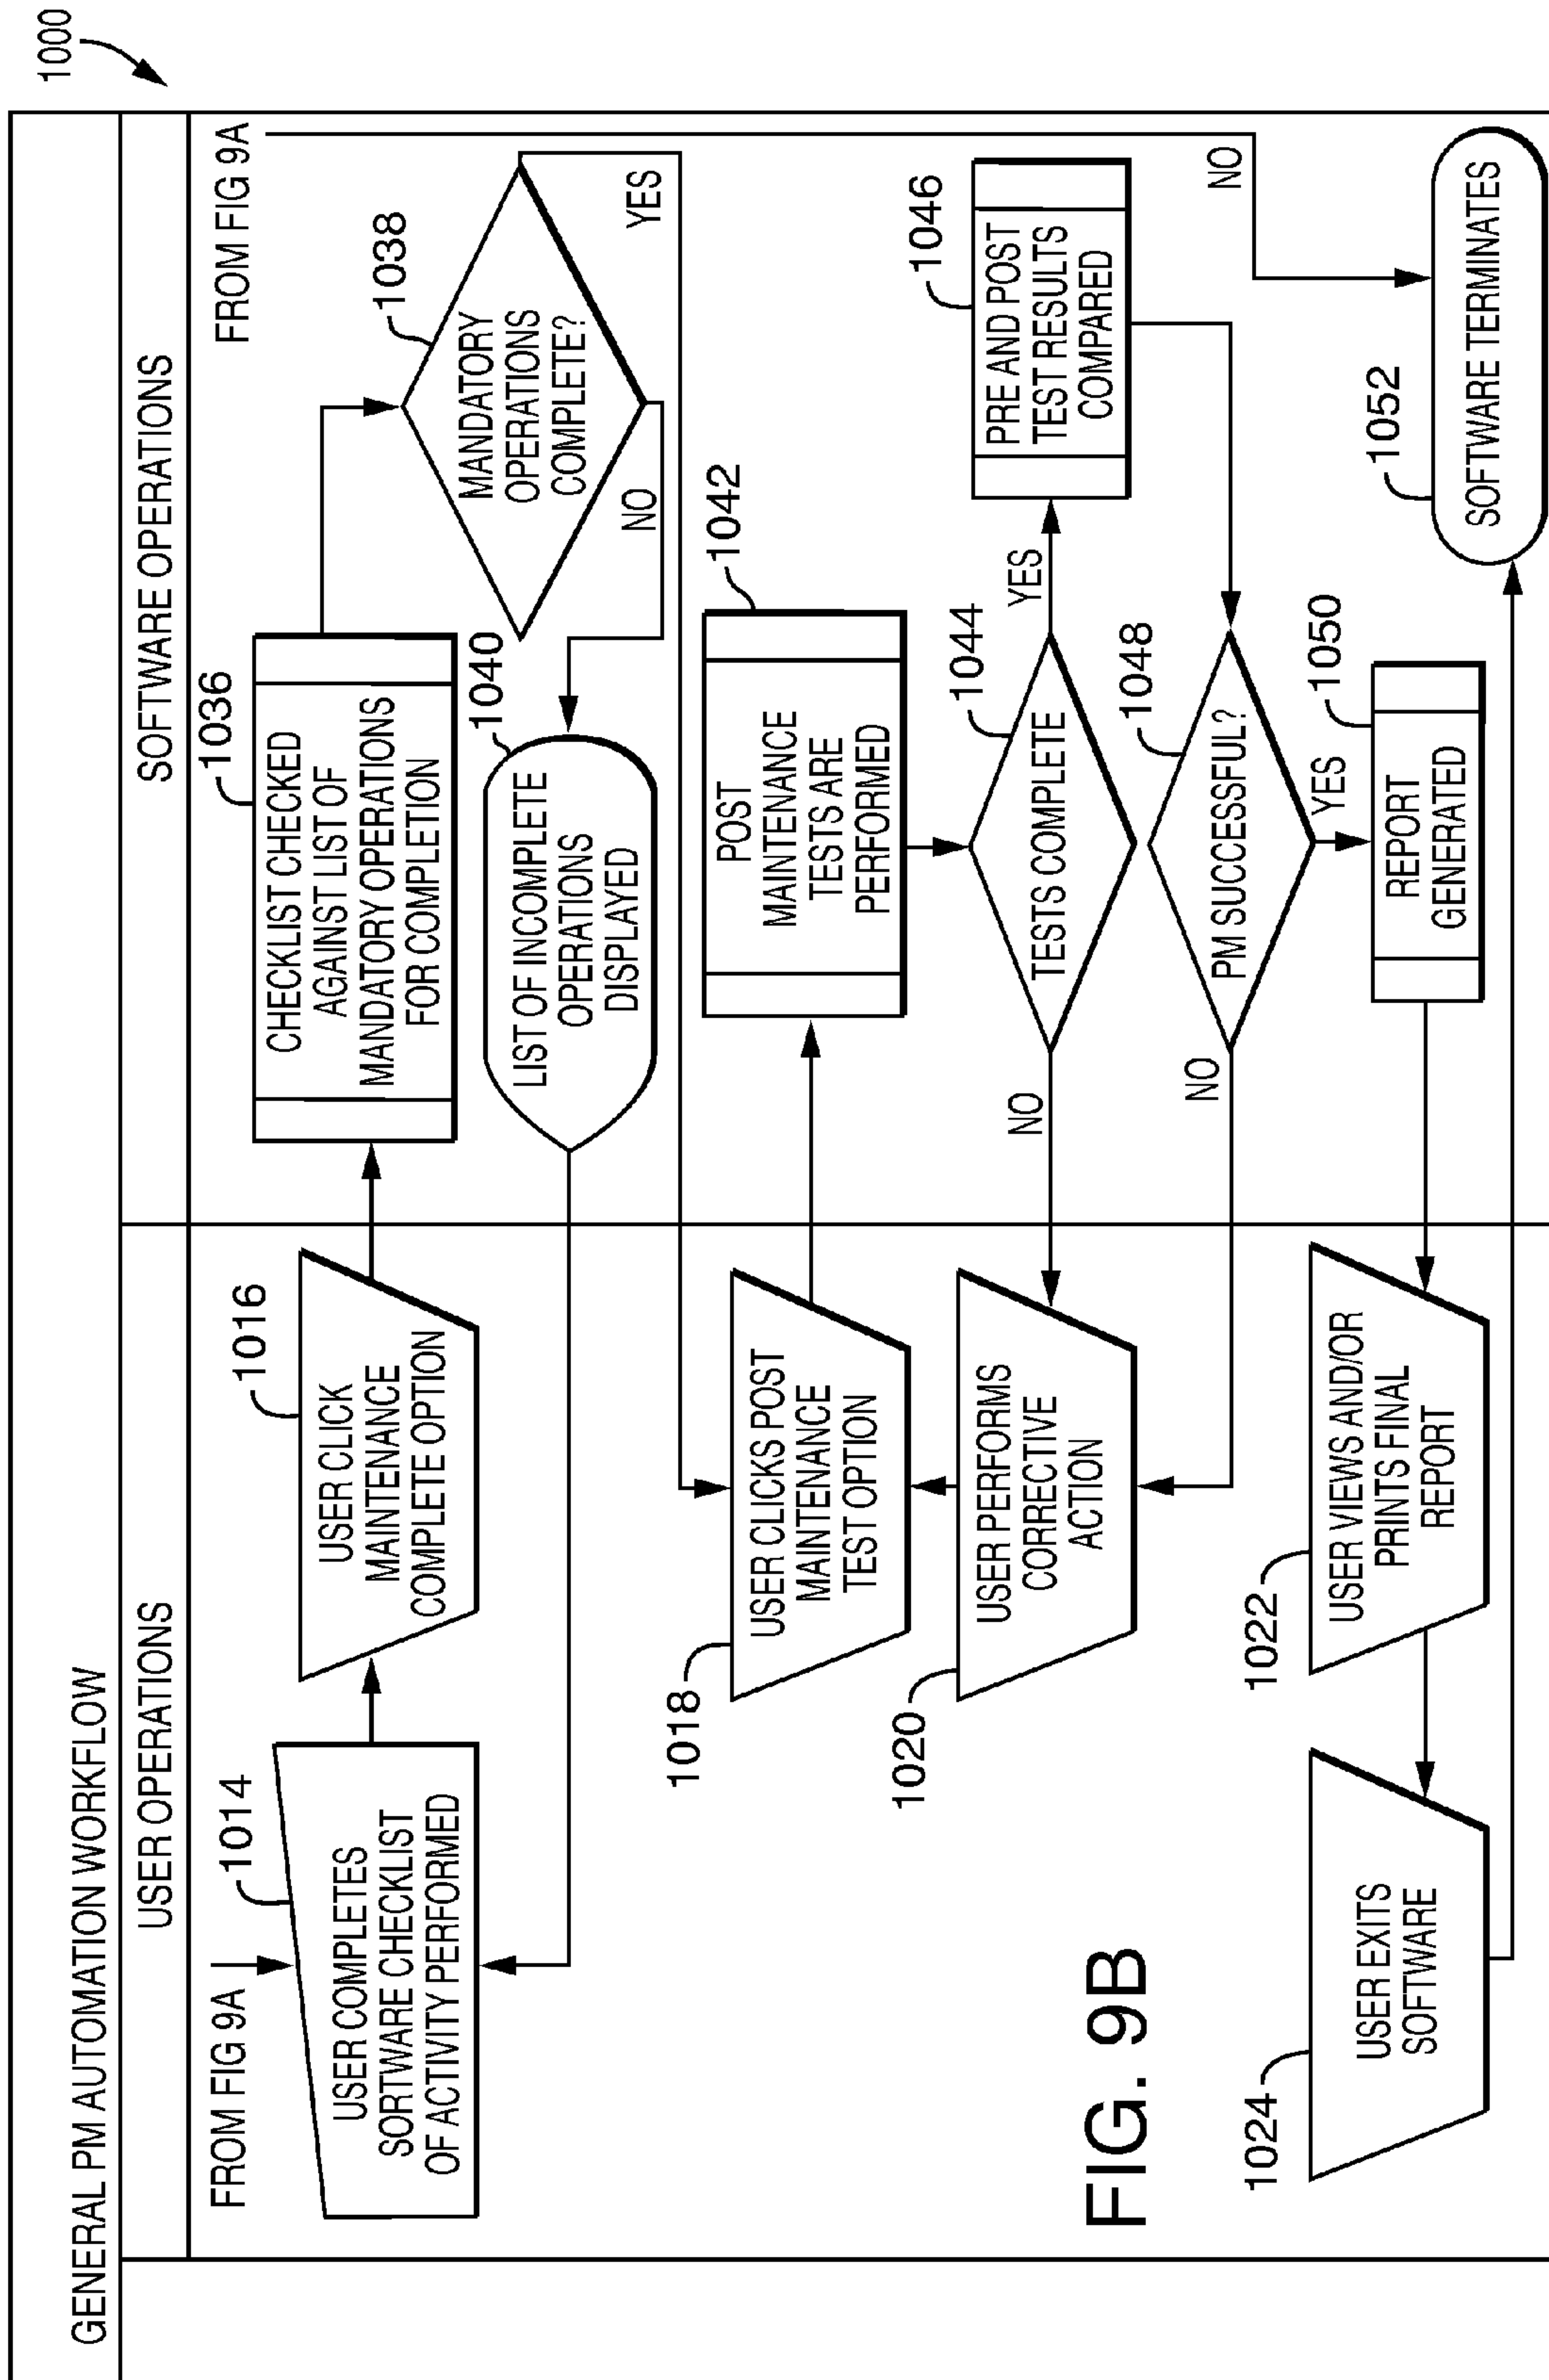 1000
GENERAL PM AUTOMATION WORKFLOW
USER OPERATIONS
SOFTWARE OPERATIONS
FROM FIG 9A
1014
USER COMPLETES
SORTWARE CHECKLIST
OF ACTIVITY PERFORMED
1016
USER CLICK
MAINTENANCE
COMPLETE OPTION
1036
CHECKLIST CHECKED
AGAINST LIST OF
MANDATORY OPERATIONS
FOR COMPLETION
FROM FIG 9A
1038
MANDATORY
OPERATIONS
COMPLETE?
YES
NO
1040
LIST OF INCOMPLETE
OPERATIONS
DISPLAYED
1018
USER CLICKS POST
MAINTENANCE
TEST OPTION
1042
POST
MAINTENANCE
TESTS ARE
PERFORMED
1020
USER PERFORMS
CORRECTIVE
ACTION
NO
1044
TESTS COMPLETE
YES
1046
PRE AND POST
TEST RESULTS
COMPARED
NO
1048
PM SUCCESSFUL?
YES
NO
1024
USER EXITS
SOFTWARE
1022
USER VIEWS AND/OR
PRINTS FINAL
REPORT
1050
REPORT
GENERATED
1052
SOFTWARE TERMINATES
FIG. 9B